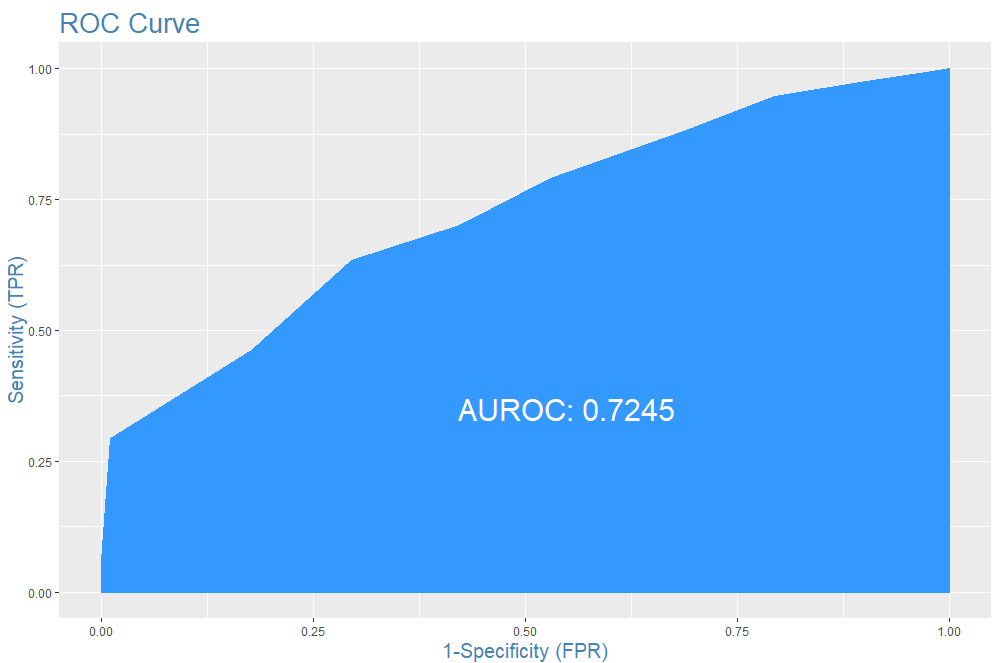 ROC Curve
1.00
0.75
0.50
0.25
0.00
Sensitivity (TPR)
AUROC: 0.7245
0.00 0.25 0.50 0.75 1.00
1-Specificity (FPR)